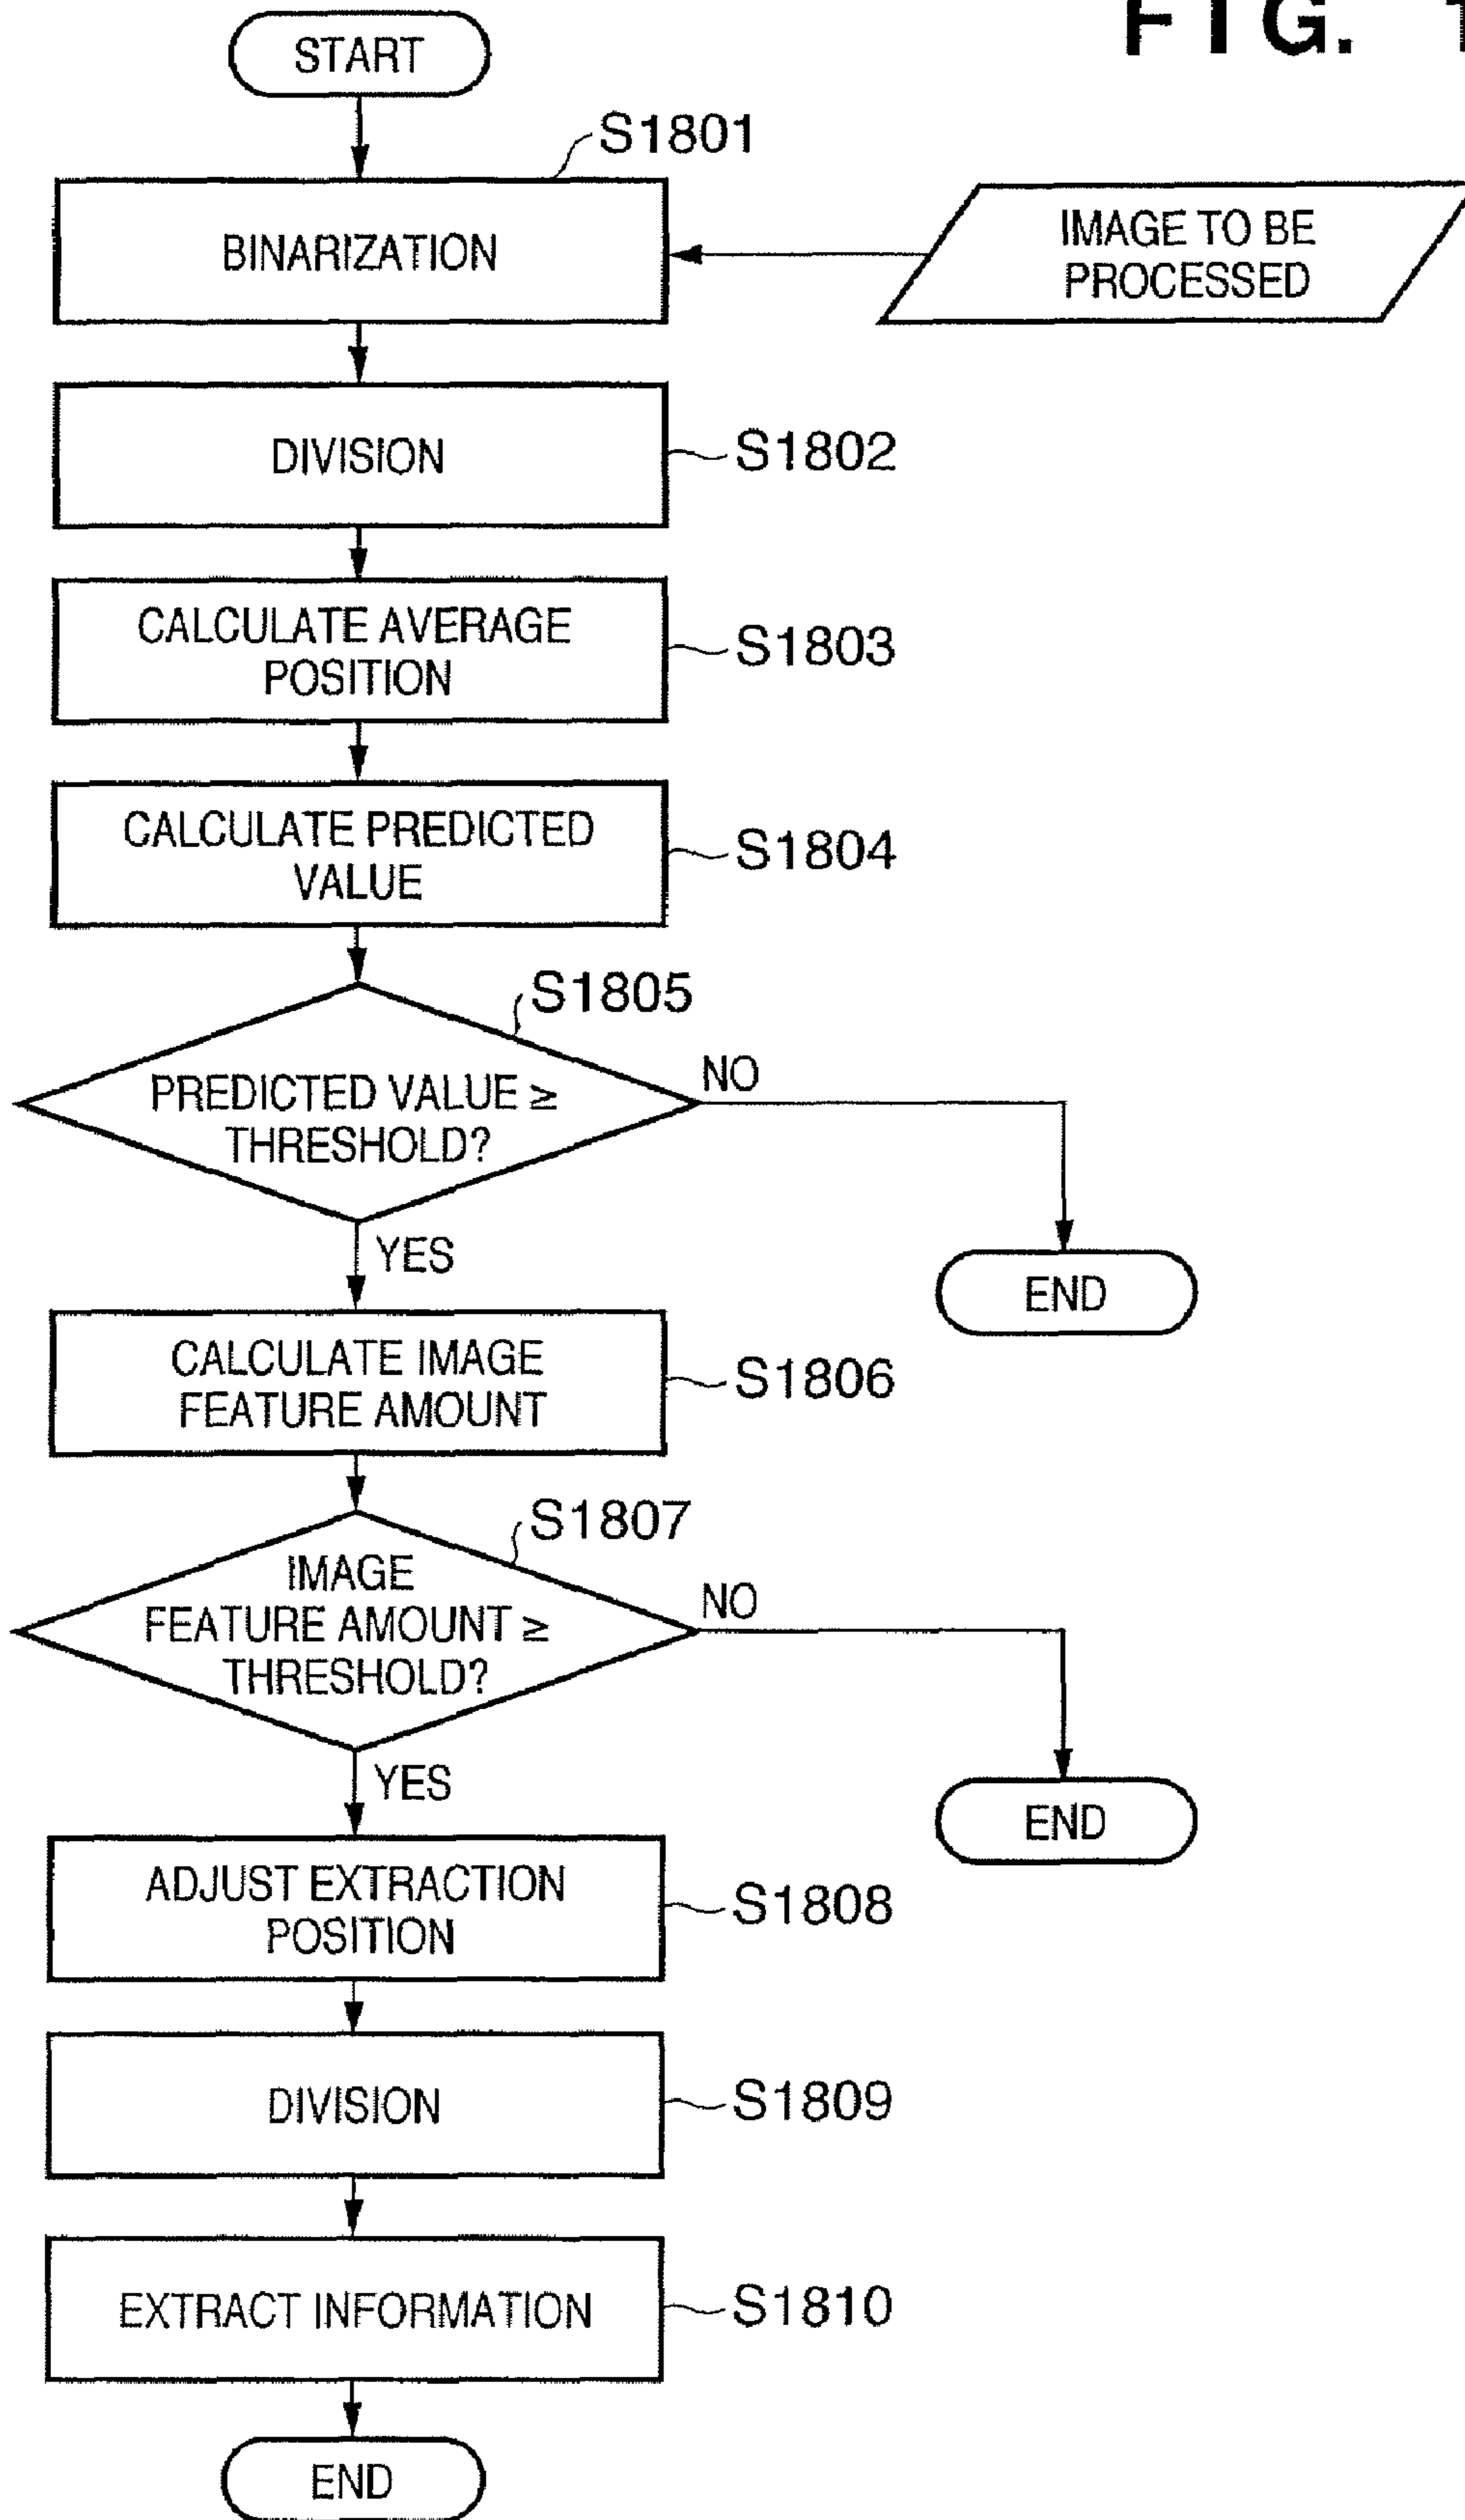 FIG.
START
S1801
BINARIZATION
IMAGE TO BE
PROCESSED
DIVISION
S1802
CALCULATE AVERAGE
POSITION
S1803
CALCULATE PREDICTED
VALUE
S1804
S1805
PREDICTED VALUE ≥
THRESHOLD?
NO
YES
END
CALCULATE IMAGE
FEATURE AMOUNT
S1806
S1807
IMAGE
FEATURE AMOUNT ≥
THRESHOLD?
NO
YES
END
ADJUST EXTRACTION
POSITION
S1808
DIVISION
S1809
EXTRACT INFORMATION
S1810
END